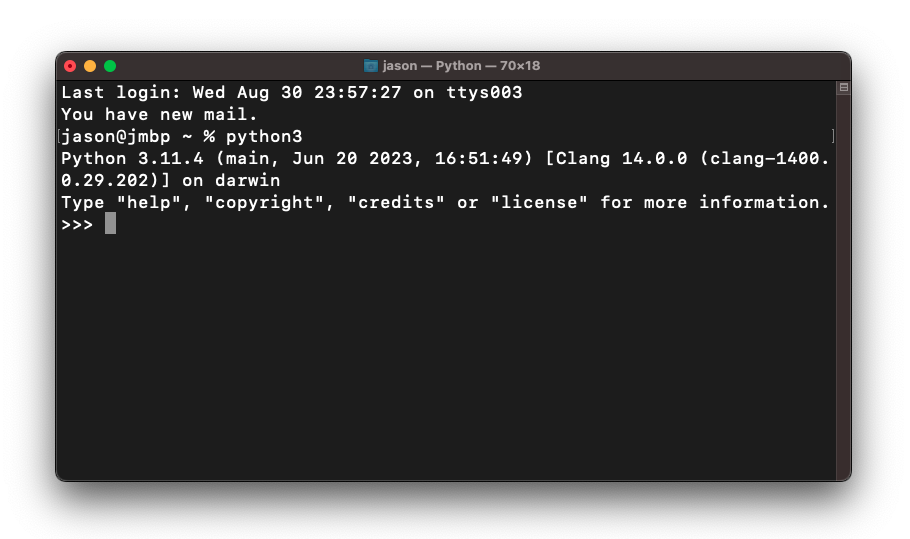 jason — Python — 70×18
Last login: Wed Aug 30 23:57:27 on ttys003
You have new mail.
[jason@jmbp ~ % python3 ]
Python 3.11.4 (main, Jun 20 2023, 16:51:49) [Clang 14.0.0 (clang-1400.
0.29.202)] on darwin
Type "help", "copyright", "credits" or "license" for more information.
>>>